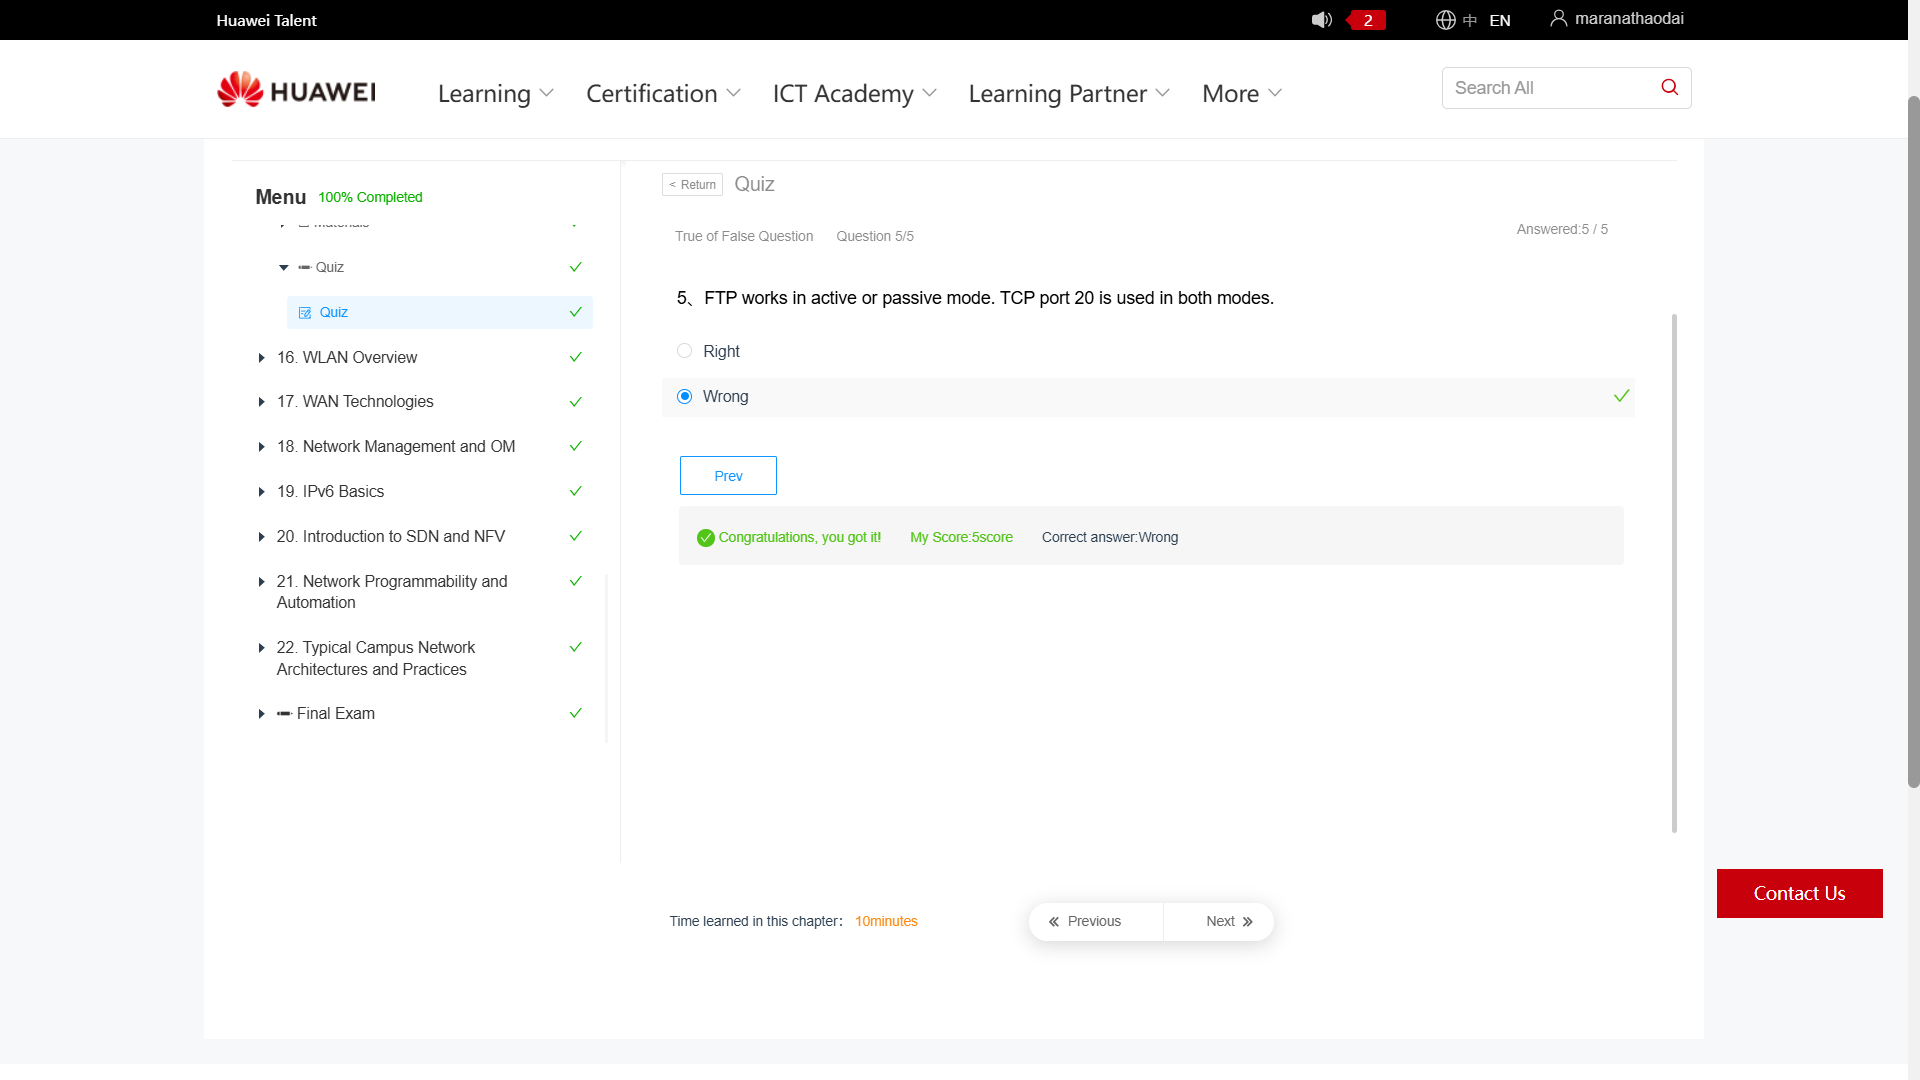 Huawei Talent
2
中 EN
maranathaodai
HUAWEI
Learning
Certification
ICT Academy
Learning Partner
More
Search All
Menu 100% Completed
Materials
Quiz
Quiz
16. WLAN Overview
17. WAN Technologies
18. Network Management and OM
19. IPv6 Basics
20. Introduction to SDN and NFV
21. Network Programmability and
Automation
22. Typical Campus Network
Architectures and Practices
Final Exam
< Return Quiz
True of False Question Question 5/5
Answered:5 / 5
5、 FTP works in active or passive mode. TCP port 20 is used in both modes.
Right
Wrong
Prev
Congratulations, you got it! My Score:5score Correct answer:Wrong
Time learned in this chapter： 10minutes
« Previous
Next »
Contact Us